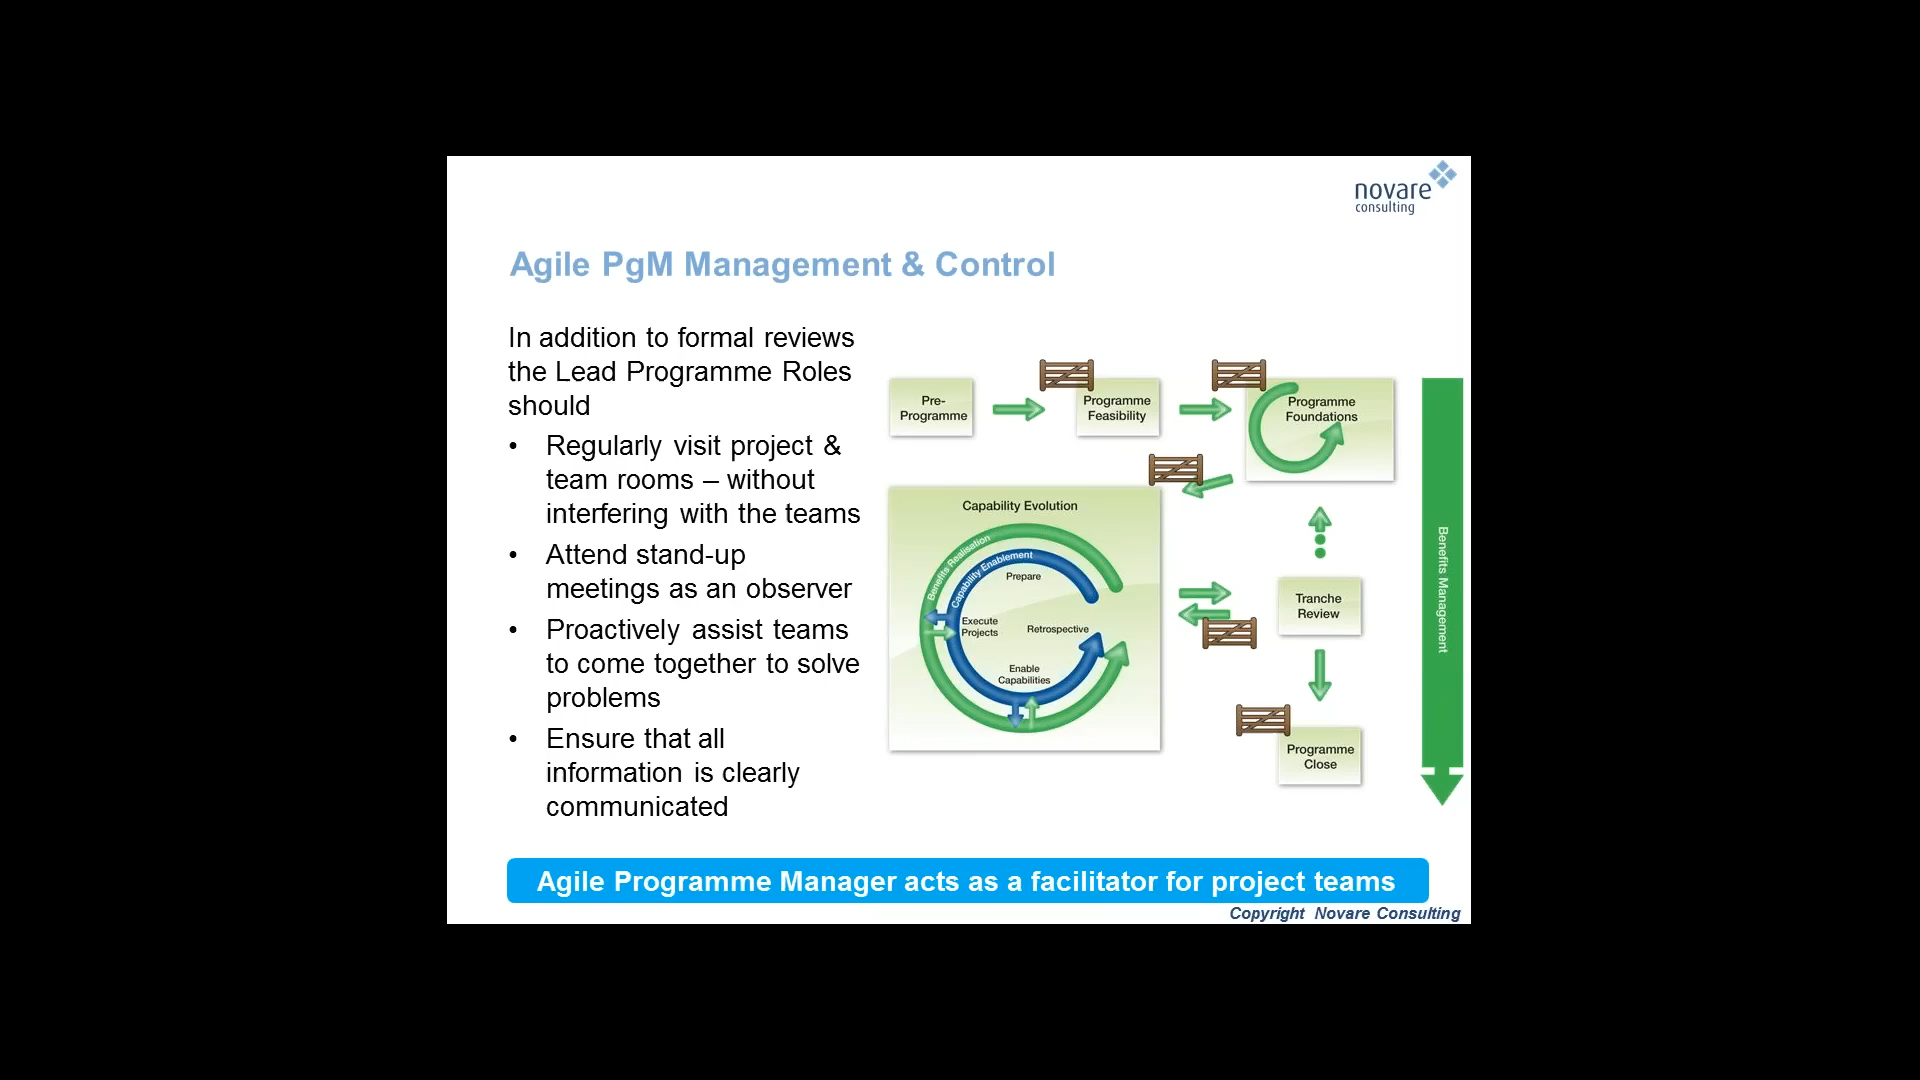 novare
consulting
Agile PgM Management & Control
In addition to formal reviews
the Lead Programme Roles
should
• Regularly visit project &
team rooms – without
interfering with the teams
• Attend stand-up
meetings as an observer
• Proactively assist teams
to come together to solve
problems
• Ensure that all
information is clearly
communicated
Pre-
Programme
Programme
Feasibility
Programme
Foundations
Capability Evolution
Benefits Realisation
Capability Enablement
Prepare
Execute
Projects
Retrospective
Enable
Capabilities
Tranche
Review
Programme
Close
Benefits Management
Agile Programme Manager acts as a facilitator for project teams
Copyright Novare Consulting